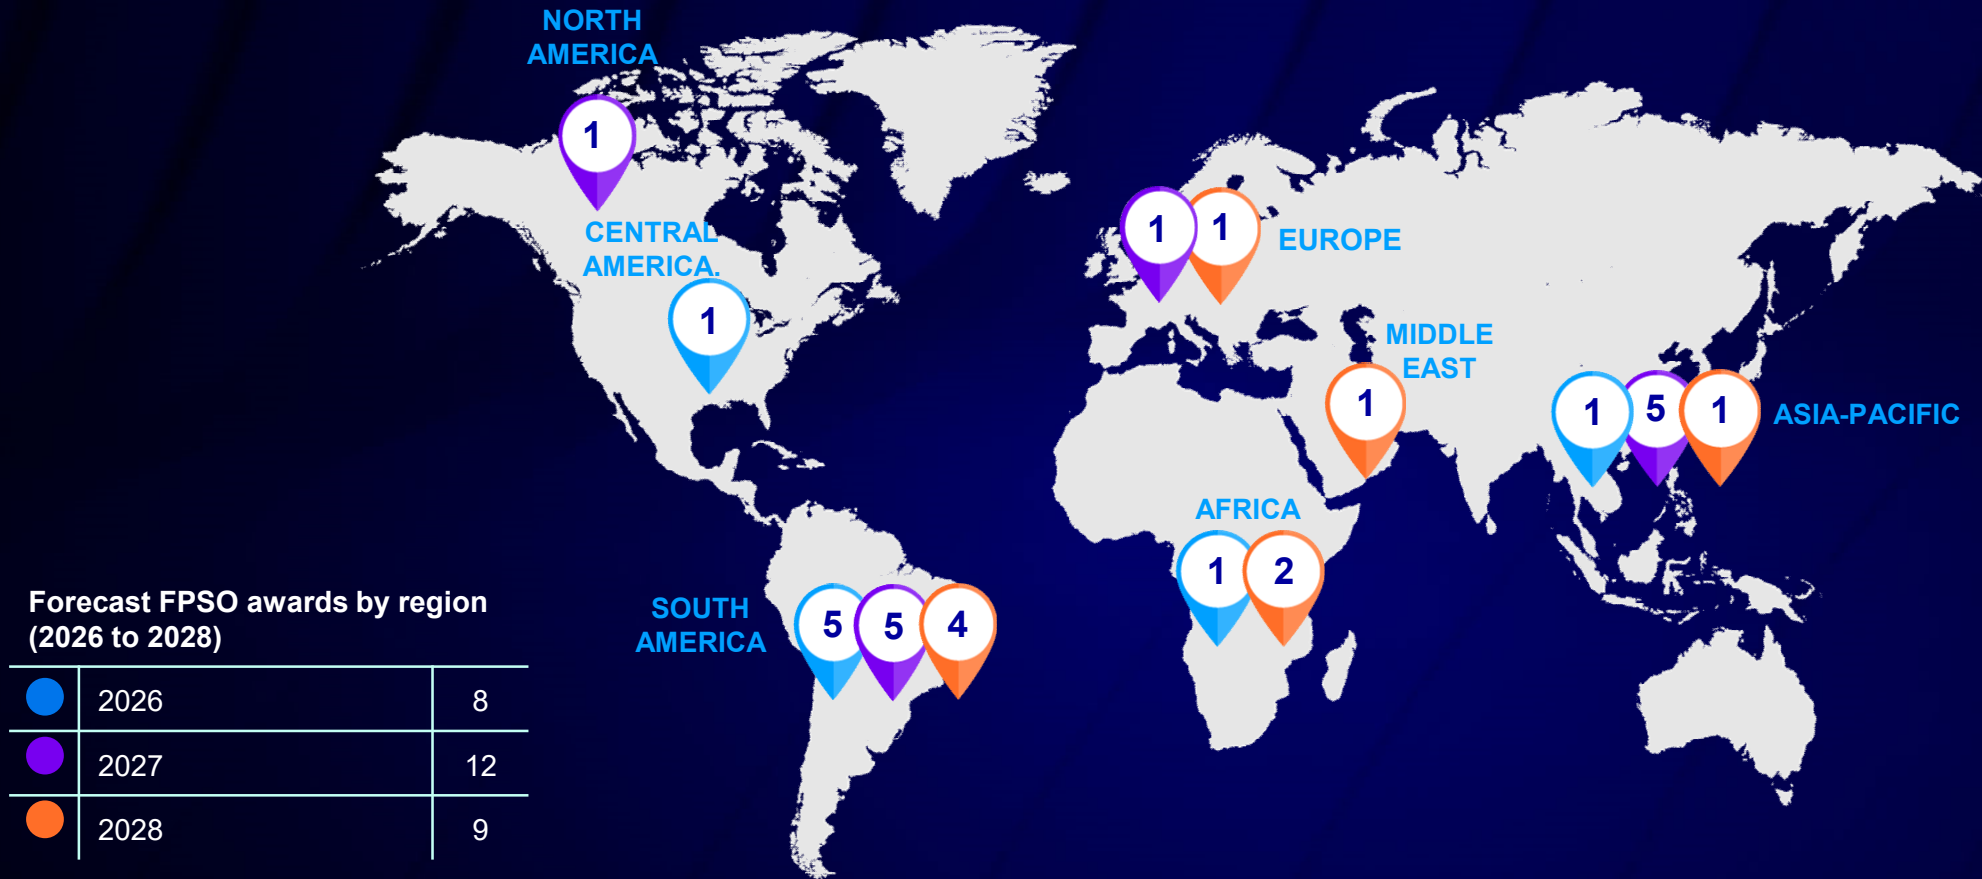 NORTH
AMERICA
1
CENTRAL
AMERICA.
1
1 1 EUROPE
MIDDLE
EAST
1
1 5 1 ASIA-PACIFIC
AFRICA
1 2
SOUTH
AMERICA
5 5 4
Forecast FPSO awards by region
(2026 to 2028)
2026 8
2027 12
2028 9